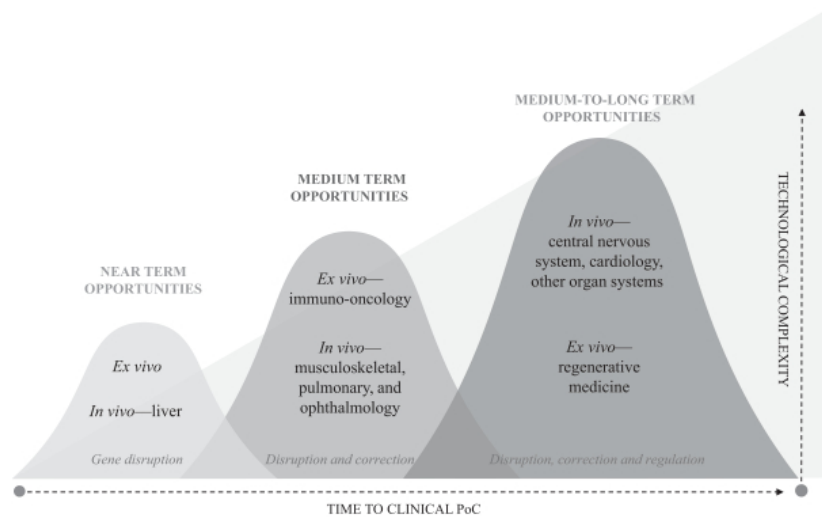 MEDIUM-TO-LONG TERM
OPPORTUNITIES
MEDIUM TERM
OPPORTUNITIES
NEAR TERM
OPPORTUNITIES
Ex vivo
In vivo—liver
Gene disruption
Ex vivo—
immuno-oncology
In vivo—
musculoskeletal,
pulmonary, and
ophthalmology
Disruption and correction
In vivo—
central nervous
system, cardiology,
other organ systems
Ex vivo—
regenerative
medicine
Disruption, correction and regulation
TECHNOLOGICAL COMPLEXITY
TIME TO CLINICAL PoC